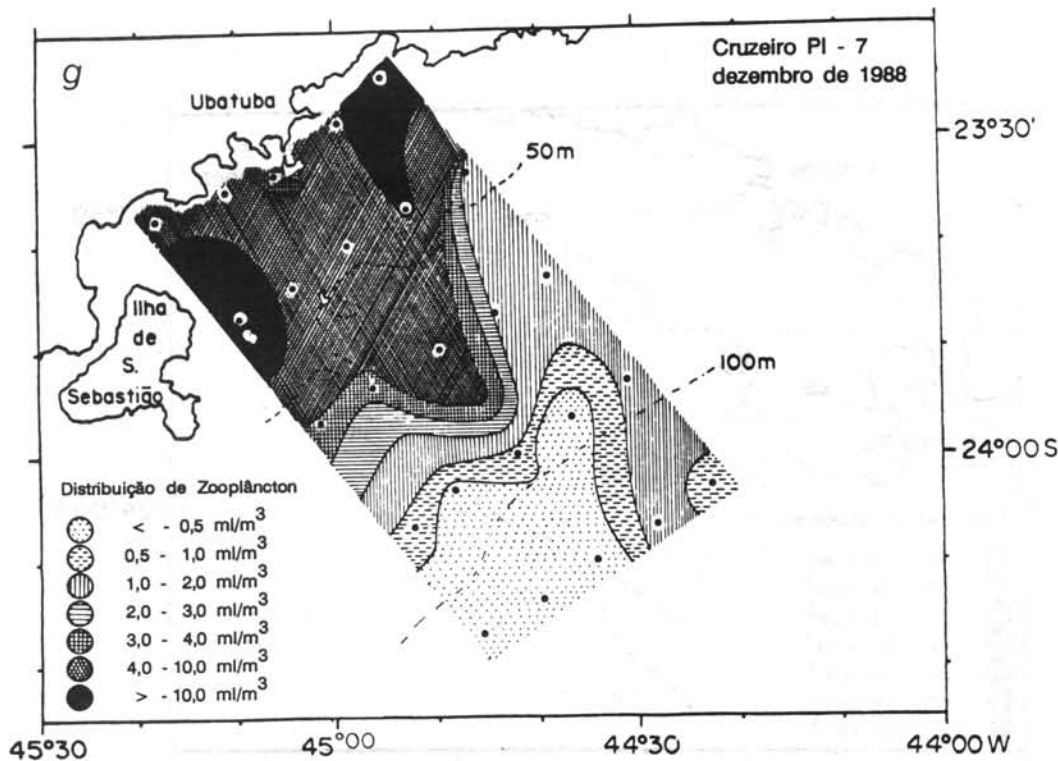 g
Cruzeiro PI - 7
dezembro de 1988
Ubatuba
50m
23°30'
Ilha
de
S.
Sebastião
100m
24°00S
Distribuição de Zooplâncton
< - 0,5 ml/m³
0,5 - 1,0 ml/m³
1,0 - 2,0 ml/m³
2,0 - 3,0 ml/m³
3,0 - 4,0 ml/m³
4,0 - 10,0 ml/m³
> - 10,0 ml/m³
45°30
45°00
44°30
44°00W